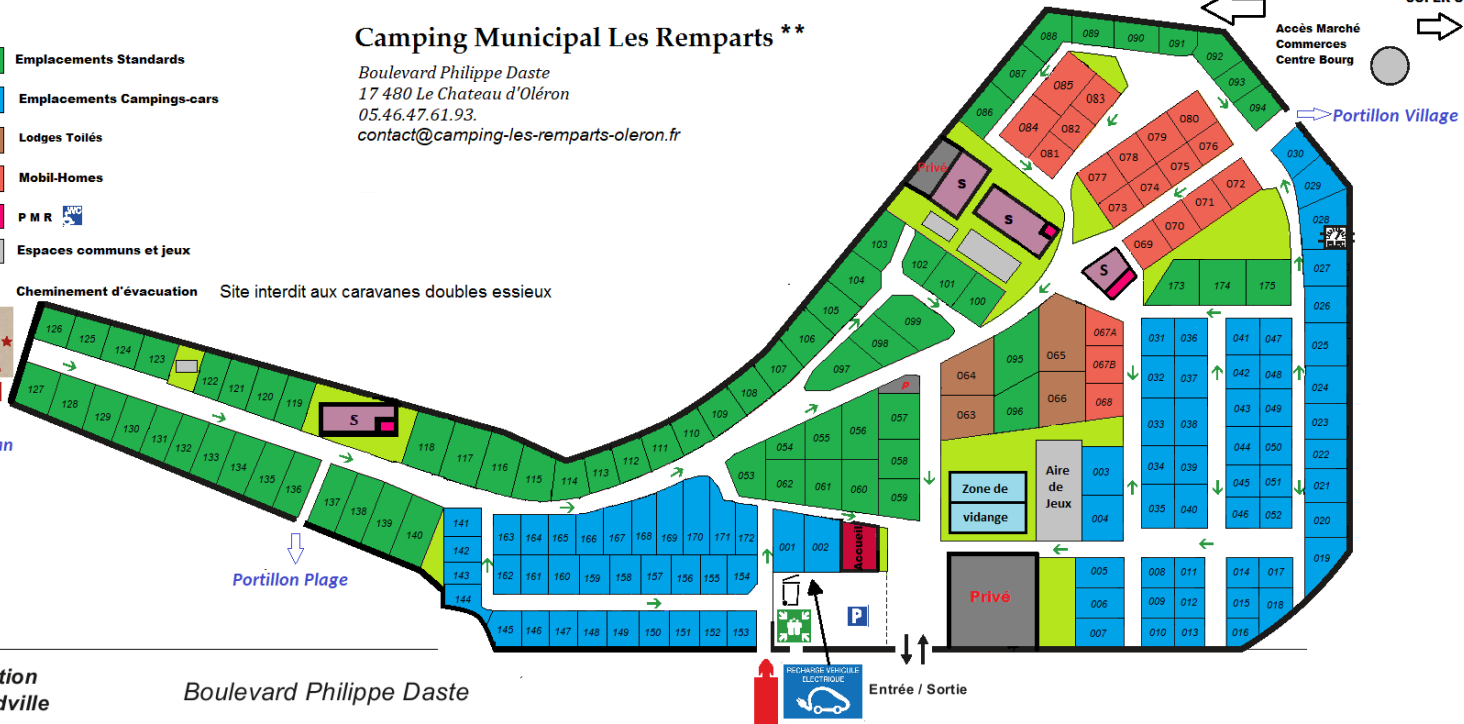 Camping Municipal Les Remparts **
Boulevard Philippe Daste
17 480 Le Chateau d'Oléron
05.46.47.61.93.
contact@camping-les-remparts-oleron.fr
Emplacements Standards
Emplacements Campings-cars
Lodges Toilés
Mobil-Homes
P M R WC
Espaces communs et jeux
Cheminement d'évacuation
Site interdit aux caravanes doubles essieux
Accès Marché
Commerces
Centre Bourg
Portillon Village
088 089 090 091
087 092
086 093
094
085 083
084 082
081
080
079 076
078 075
077 074
073
072
071
070
069
030
029
028
027
026
025
024
023
022
021
020
019
Privé
S
S
S
103
104
105
106
107
108
109
110
111
112
113
114
115
116
117
118
102
101
100
099
098
097
173 174 175
126
125
124
123
122
121
120
119
S
127
128
129
130
131
132
133
134
135
136
137
138
139
140
Portillon Plage
064 095 065 067A
067B
063 096 066 068
P
057
056
055
054
053
062 061 060 058
059
031 036 041 047
032 037 042 048
033 038 043 049
034 039 044 050
045 051
035 040 046 052
Zone de
vidange
Aire
de
Jeux
003
004
141
142
143
144
163 164 165 166 167 168 169 170 171 172
162 161 160 159 158 157 156 155 154
145 146 147 148 149 150 151 152 153
001 002
Accueil
P
Privé
005 008 011 014 017
006 009 012 015 018
007 010 013 016
RECHARGE VEHICULE
ELECTRIQUE
Entrée / Sortie
Boulevard Philippe Daste